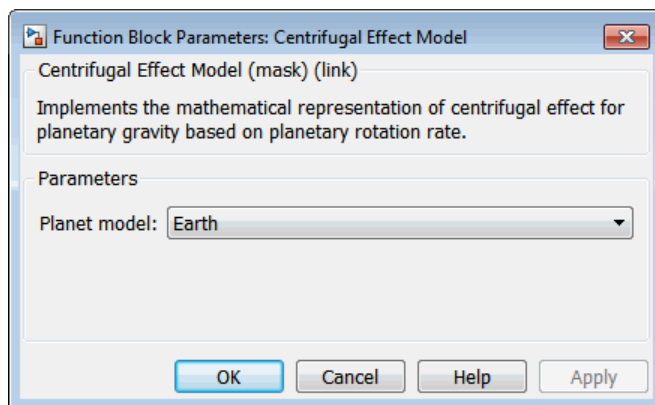 Function Block Parameters: Centrifugal Effect Model
Centrifugal Effect Model (mask) (link)
Implements the mathematical representation of centrifugal effect for
planetary gravity based on planetary rotation rate.
Parameters
Planet model: Earth
OK Cancel Help Apply